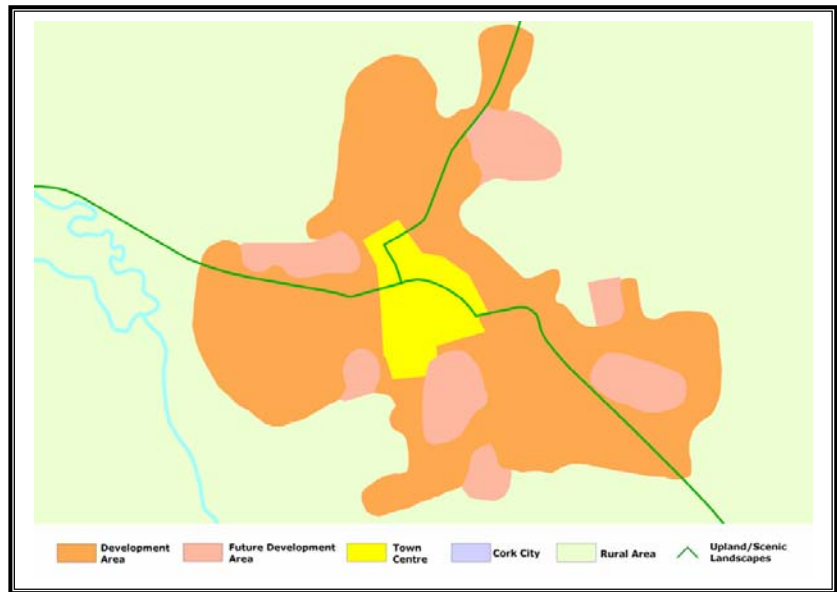 Development
Area
Future Development
Area
Town
Centre
Cork City
Rural Area
Upland/Scenic
Landscapes